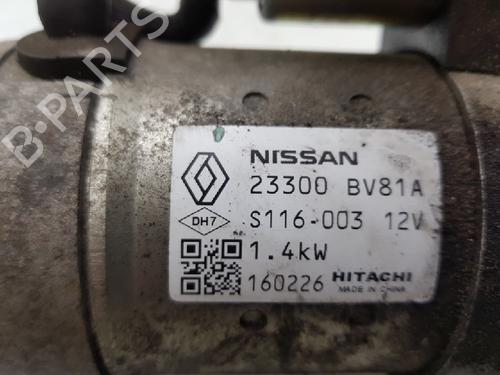 B-PARTS
NISSAN
23300 BV81A
DH7 S116-003 12V
1.4kW
160226 HITACHI
MADE IN CHINA